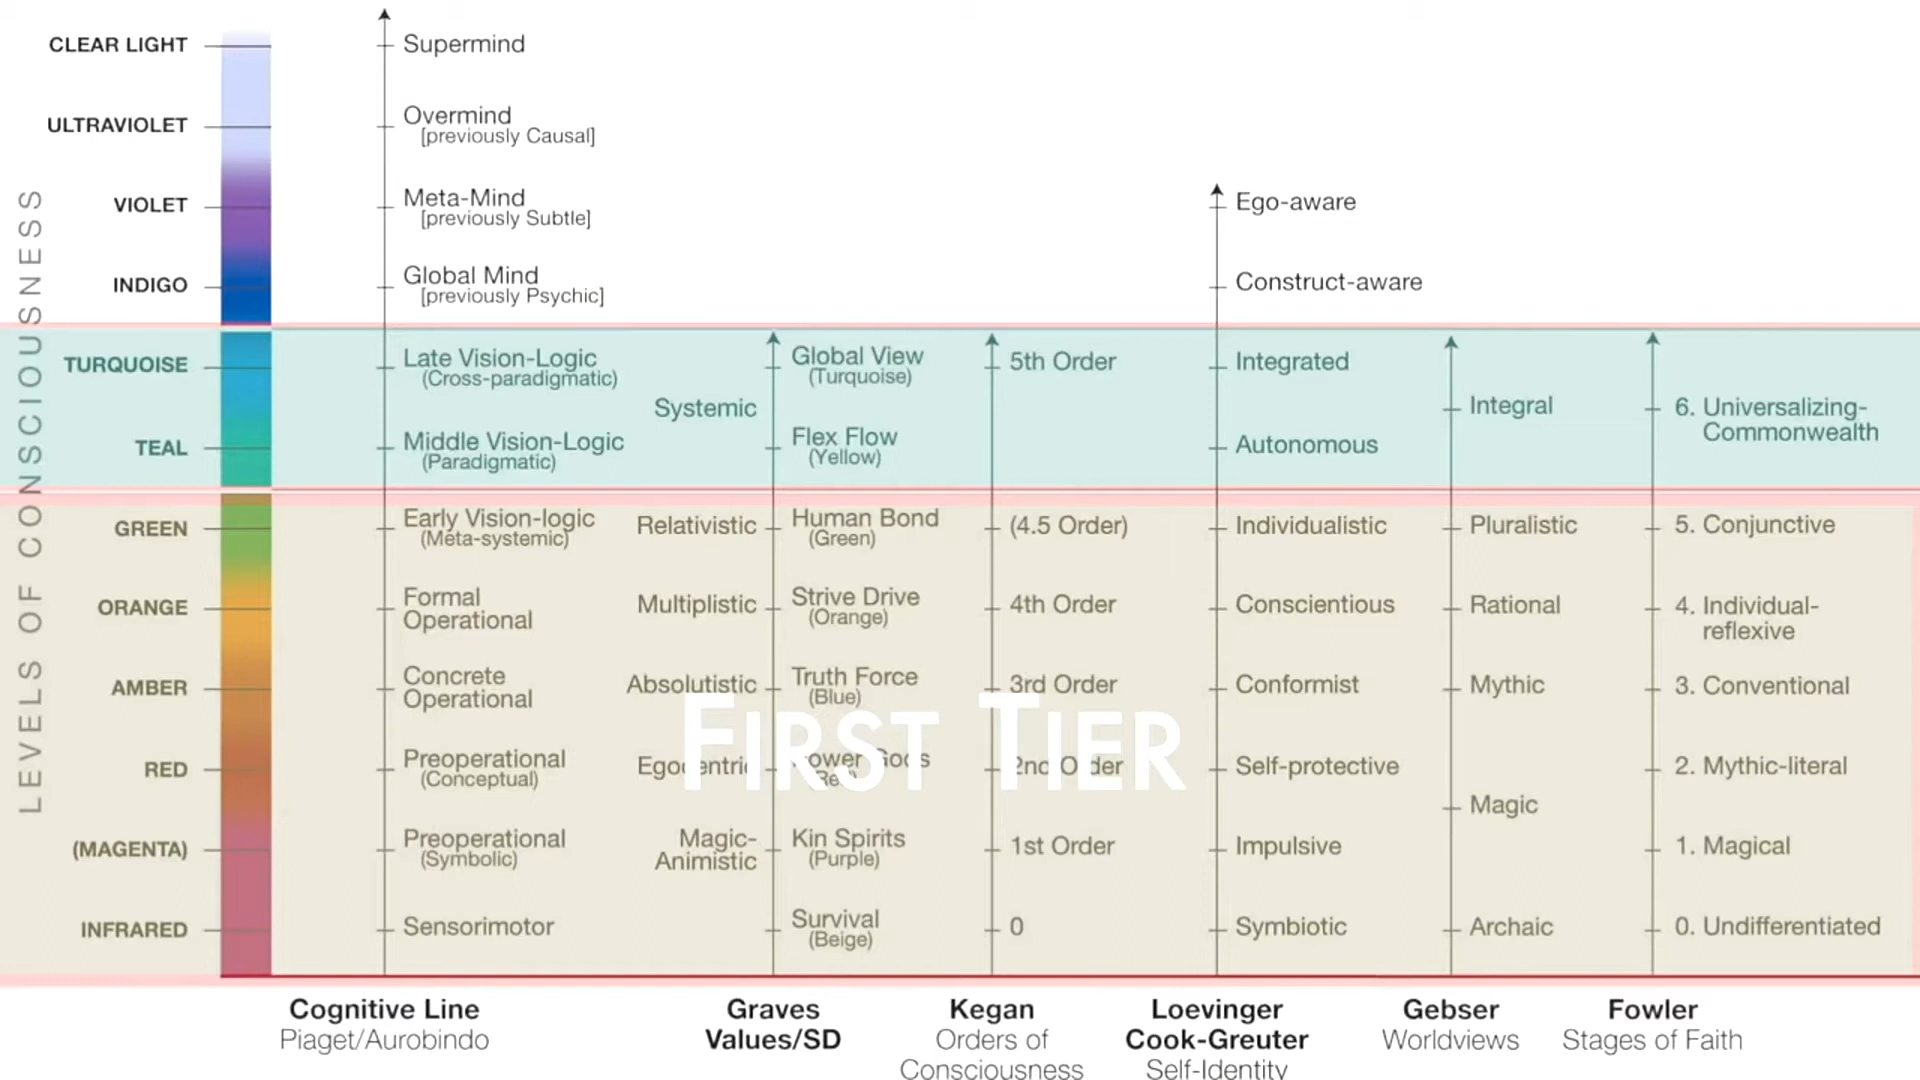 LEVELS OF CONSCIOUSNESS
CLEAR LIGHT
Supermind
ULTRAVIOLET
Overmind
[previously Causal]
VIOLET
Meta-Mind
[previously Subtle]
Ego-aware
INDIGO
Global Mind
[previously Psychic]
Construct-aware
TURQUOISE
Late Vision-Logic
(Cross-paradigmatic)
Global View
(Turquoise)
5th Order
Integrated
Systemic
Integral
6. Universalizing-
Commonwealth
TEAL
Middle Vision-Logic
(Paradigmatic)
Flex Flow
(Yellow)
Autonomous
GREEN
Early Vision-logic
(Meta-systemic)
Relativistic
Human Bond
(Green)
(4.5 Order)
Individualistic
Pluralistic
5. Conjunctive
ORANGE
Formal
Operational
Multiplistic
Strive Drive
(Orange)
4th Order
Conscientious
Rational
4. Individual-
reflexive
AMBER
Concrete
Operational
Absolutistic
Truth Force
(Blue)
3rd Order
Conformist
Mythic
3. Conventional
FIRST TIER
RED
Preoperational
(Conceptual)
Egocentric
Power Gods
(Red)
2nd Order
Self-protective
2. Mythic-literal
Magic
(MAGENTA)
Preoperational
(Symbolic)
Magic-
Animistic
Kin Spirits
(Purple)
1st Order
Impulsive
1. Magical
INFRARED
Sensorimotor
Survival
(Beige)
0
Symbiotic
Archaic
0. Undifferentiated
Cognitive Line
Piaget/Aurobindo
Graves
Values/SD
Kegan
Orders of
Consciousness
Loevinger
Cook-Greuter
Self-Identity
Gebser
Worldviews
Fowler
Stages of Faith